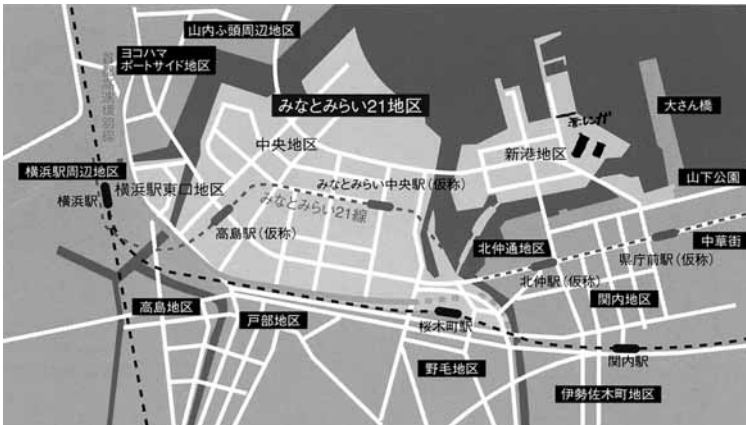 山内ふ頭周辺地区
ヨコハマ
ポートサイド地区
みなとみらい21地区
大さん橋
赤レンガ
中央地区
新港地区
横浜駅周辺地区
横浜駅東口地区
横浜駅
みなとみらい中央駅(仮称)
みなとみらい21線
山下公園
高島駅(仮称)
北仲通地区
中華街
県庁前駅(仮称)
北仲駅(仮称)
高島地区
戸部地区
桜木町駅
関内地区
野毛地区
関内駅
伊勢佐木町地区